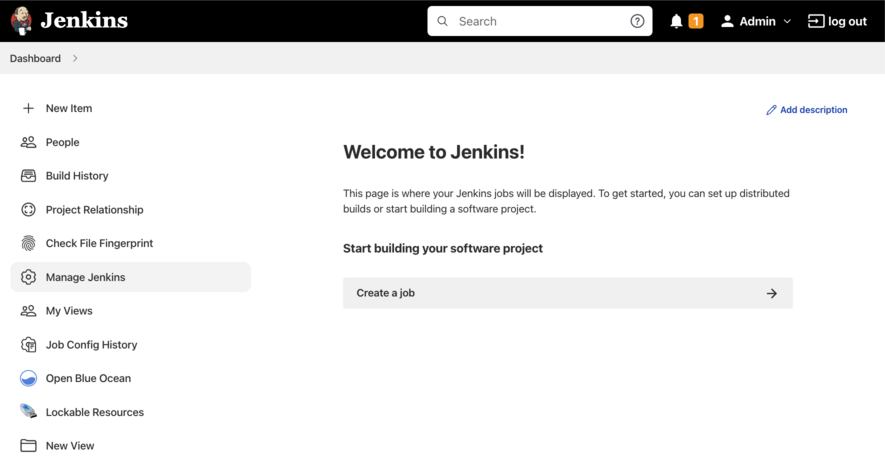 Jenkins
Search
1
Admin
log out
Dashboard
New Item
People
Build History
Project Relationship
Check File Fingerprint
Manage Jenkins
My Views
Job Config History
Open Blue Ocean
Lockable Resources
New View
Add description
Welcome to Jenkins!
This page is where your Jenkins jobs will be displayed. To get started, you can set up distributed
builds or start building a software project.
Start building your software project
Create a job